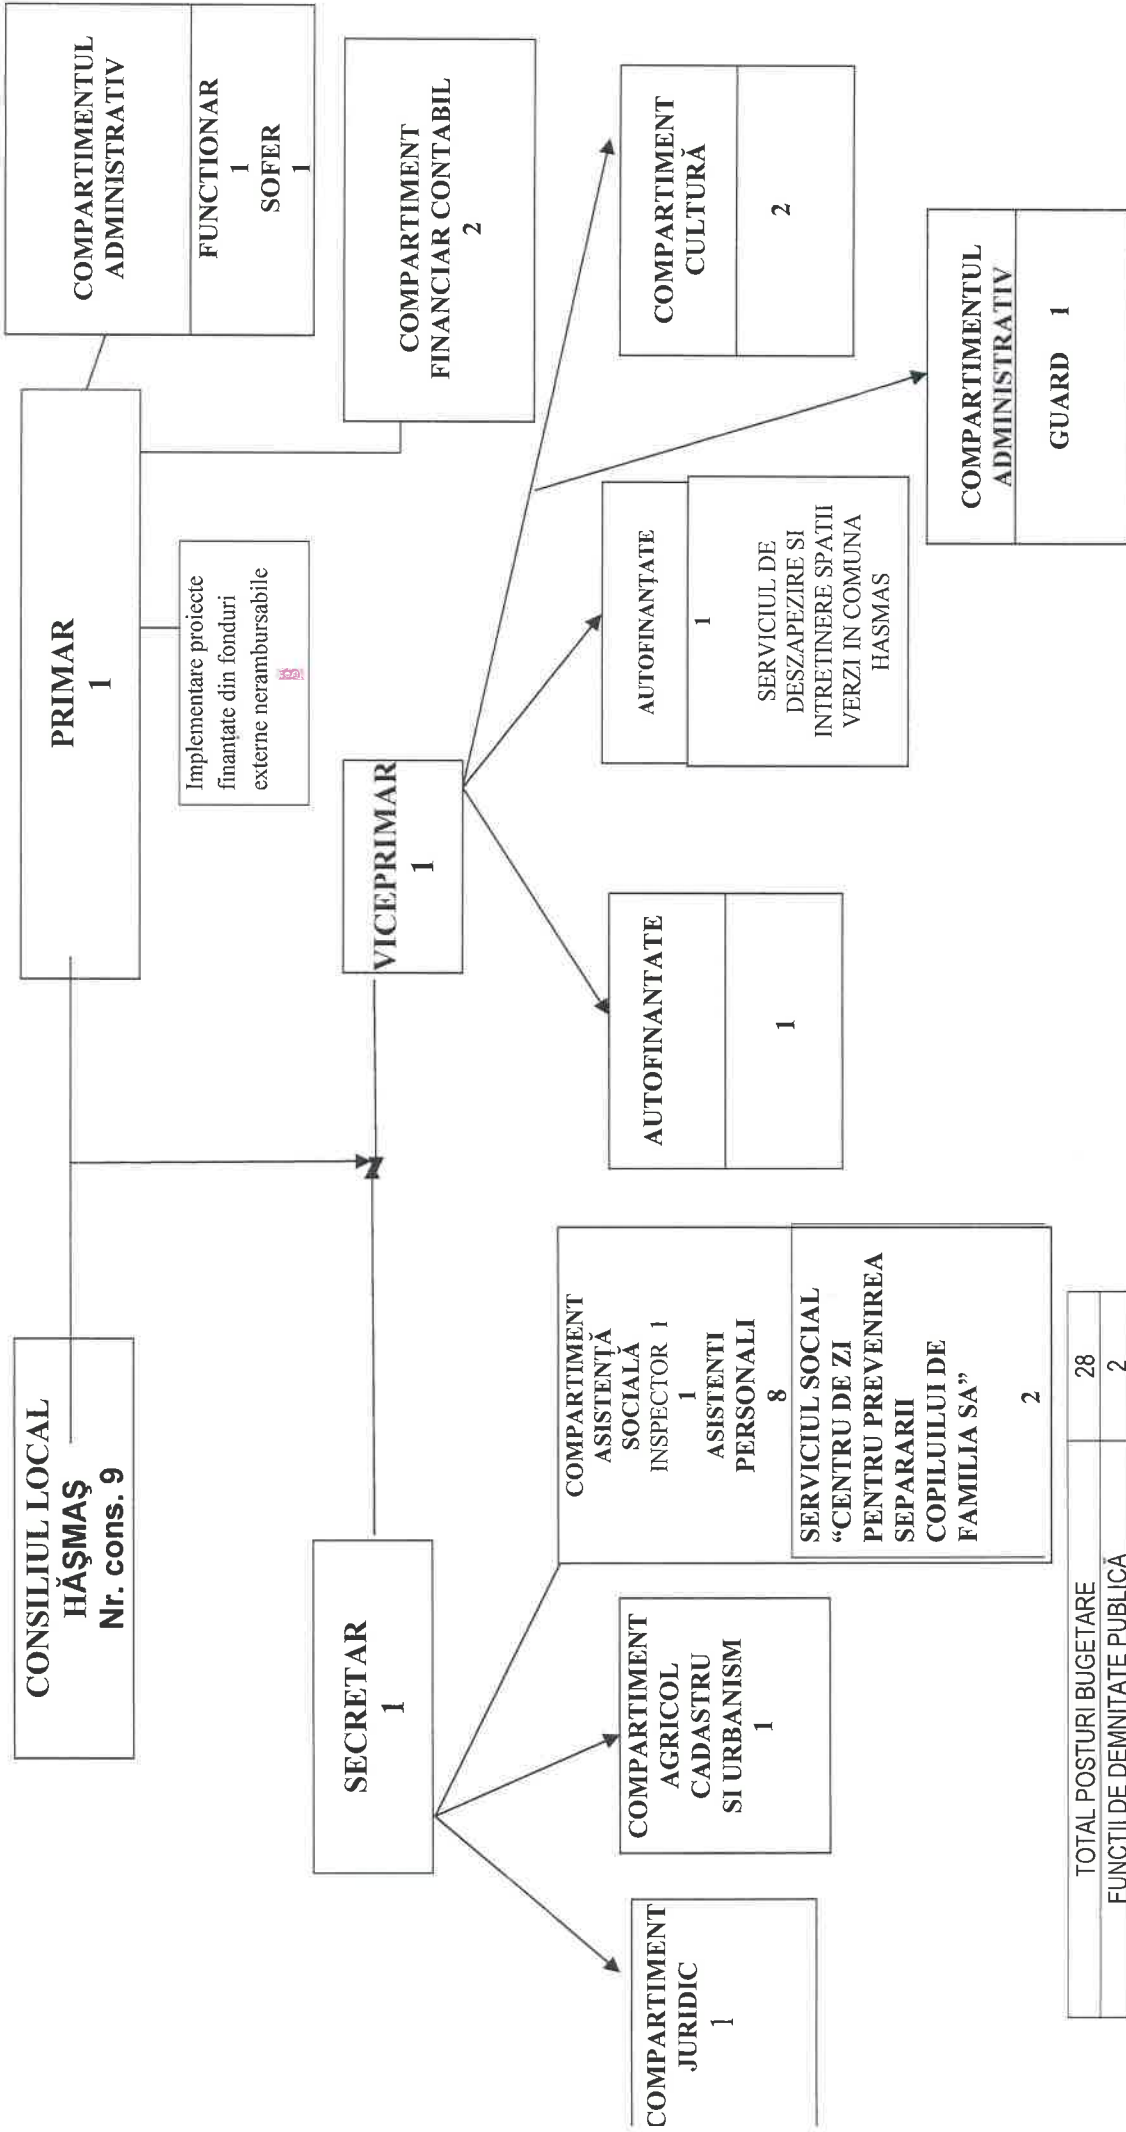 CONSILIUL LOCAL
HĂŞMAŞ
Nr. cons. 9
PRIMAR
1
COMPARTIMENTUL
ADMINISTRATIV
FUNCTIONAR
1
SOFER
1
Implementare proiecte
finanțate din fonduri
externe nerambursabile
COMPARTIMENT
FINANCIAR CONTABIL
2
SECRETAR
1
VICEPRIMAR
1
COMPARTIMENT
JURIDIC
1
COMPARTIMENT
AGRICOL
CADASTRU
SI URBANISM
1
COMPARTIMENT
ASISTENŢĂ
SOCIALĂ
INSPECTOR 1
1
ASISTENTI
PERSONALI
8
SERVICIUL SOCIAL
“CENTRU DE ZI
PENTRU PREVENIREA
SEPARARII
COPILUILUI DE
FAMILIA SA”
2
AUTOFINANTATE
1
AUTOFINANŢATE
1
SERVICIUL DE
DESZAPEZIRE SI
INTRETINERE SPATII
VERZI IN COMUNA
HASMAS
COMPARTIMENT
CULTURĂ
2
COMPARTIMENTUL
ADMINISTRATIV
GUARD 1
TOTAL POSTURI BUGETARE 28
FUNCTII DE DEMNITATE PUBLICĂ 2